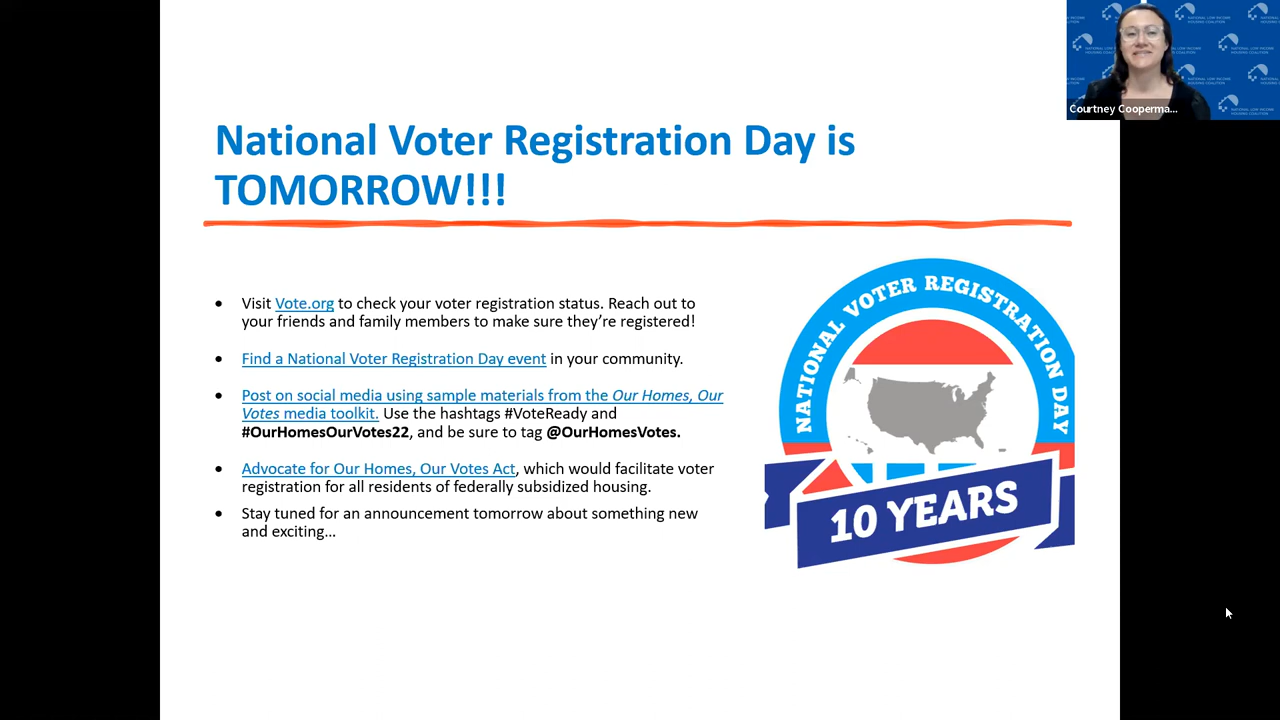 National Voter Registration Day is
TOMORROW!!!
• Visit Vote.org to check your voter registration status. Reach out to
your friends and family members to make sure they’re registered!
• Find a National Voter Registration Day event in your community.
• Post on social media using sample materials from the Our Homes, Our
Votes media toolkit. Use the hashtags #VoteReady and
#OurHomesOurVotes22, and be sure to tag @OurHomesVotes.
• Advocate for Our Homes, Our Votes Act, which would facilitate voter
registration for all residents of federally subsidized housing.
• Stay tuned for an announcement tomorrow about something new
and exciting…
NATIONAL VOTER REGISTRATION DAY
10 YEARS
NATIONAL LOW INCOME
HOUSING COALITION
Courtney Cooperma...